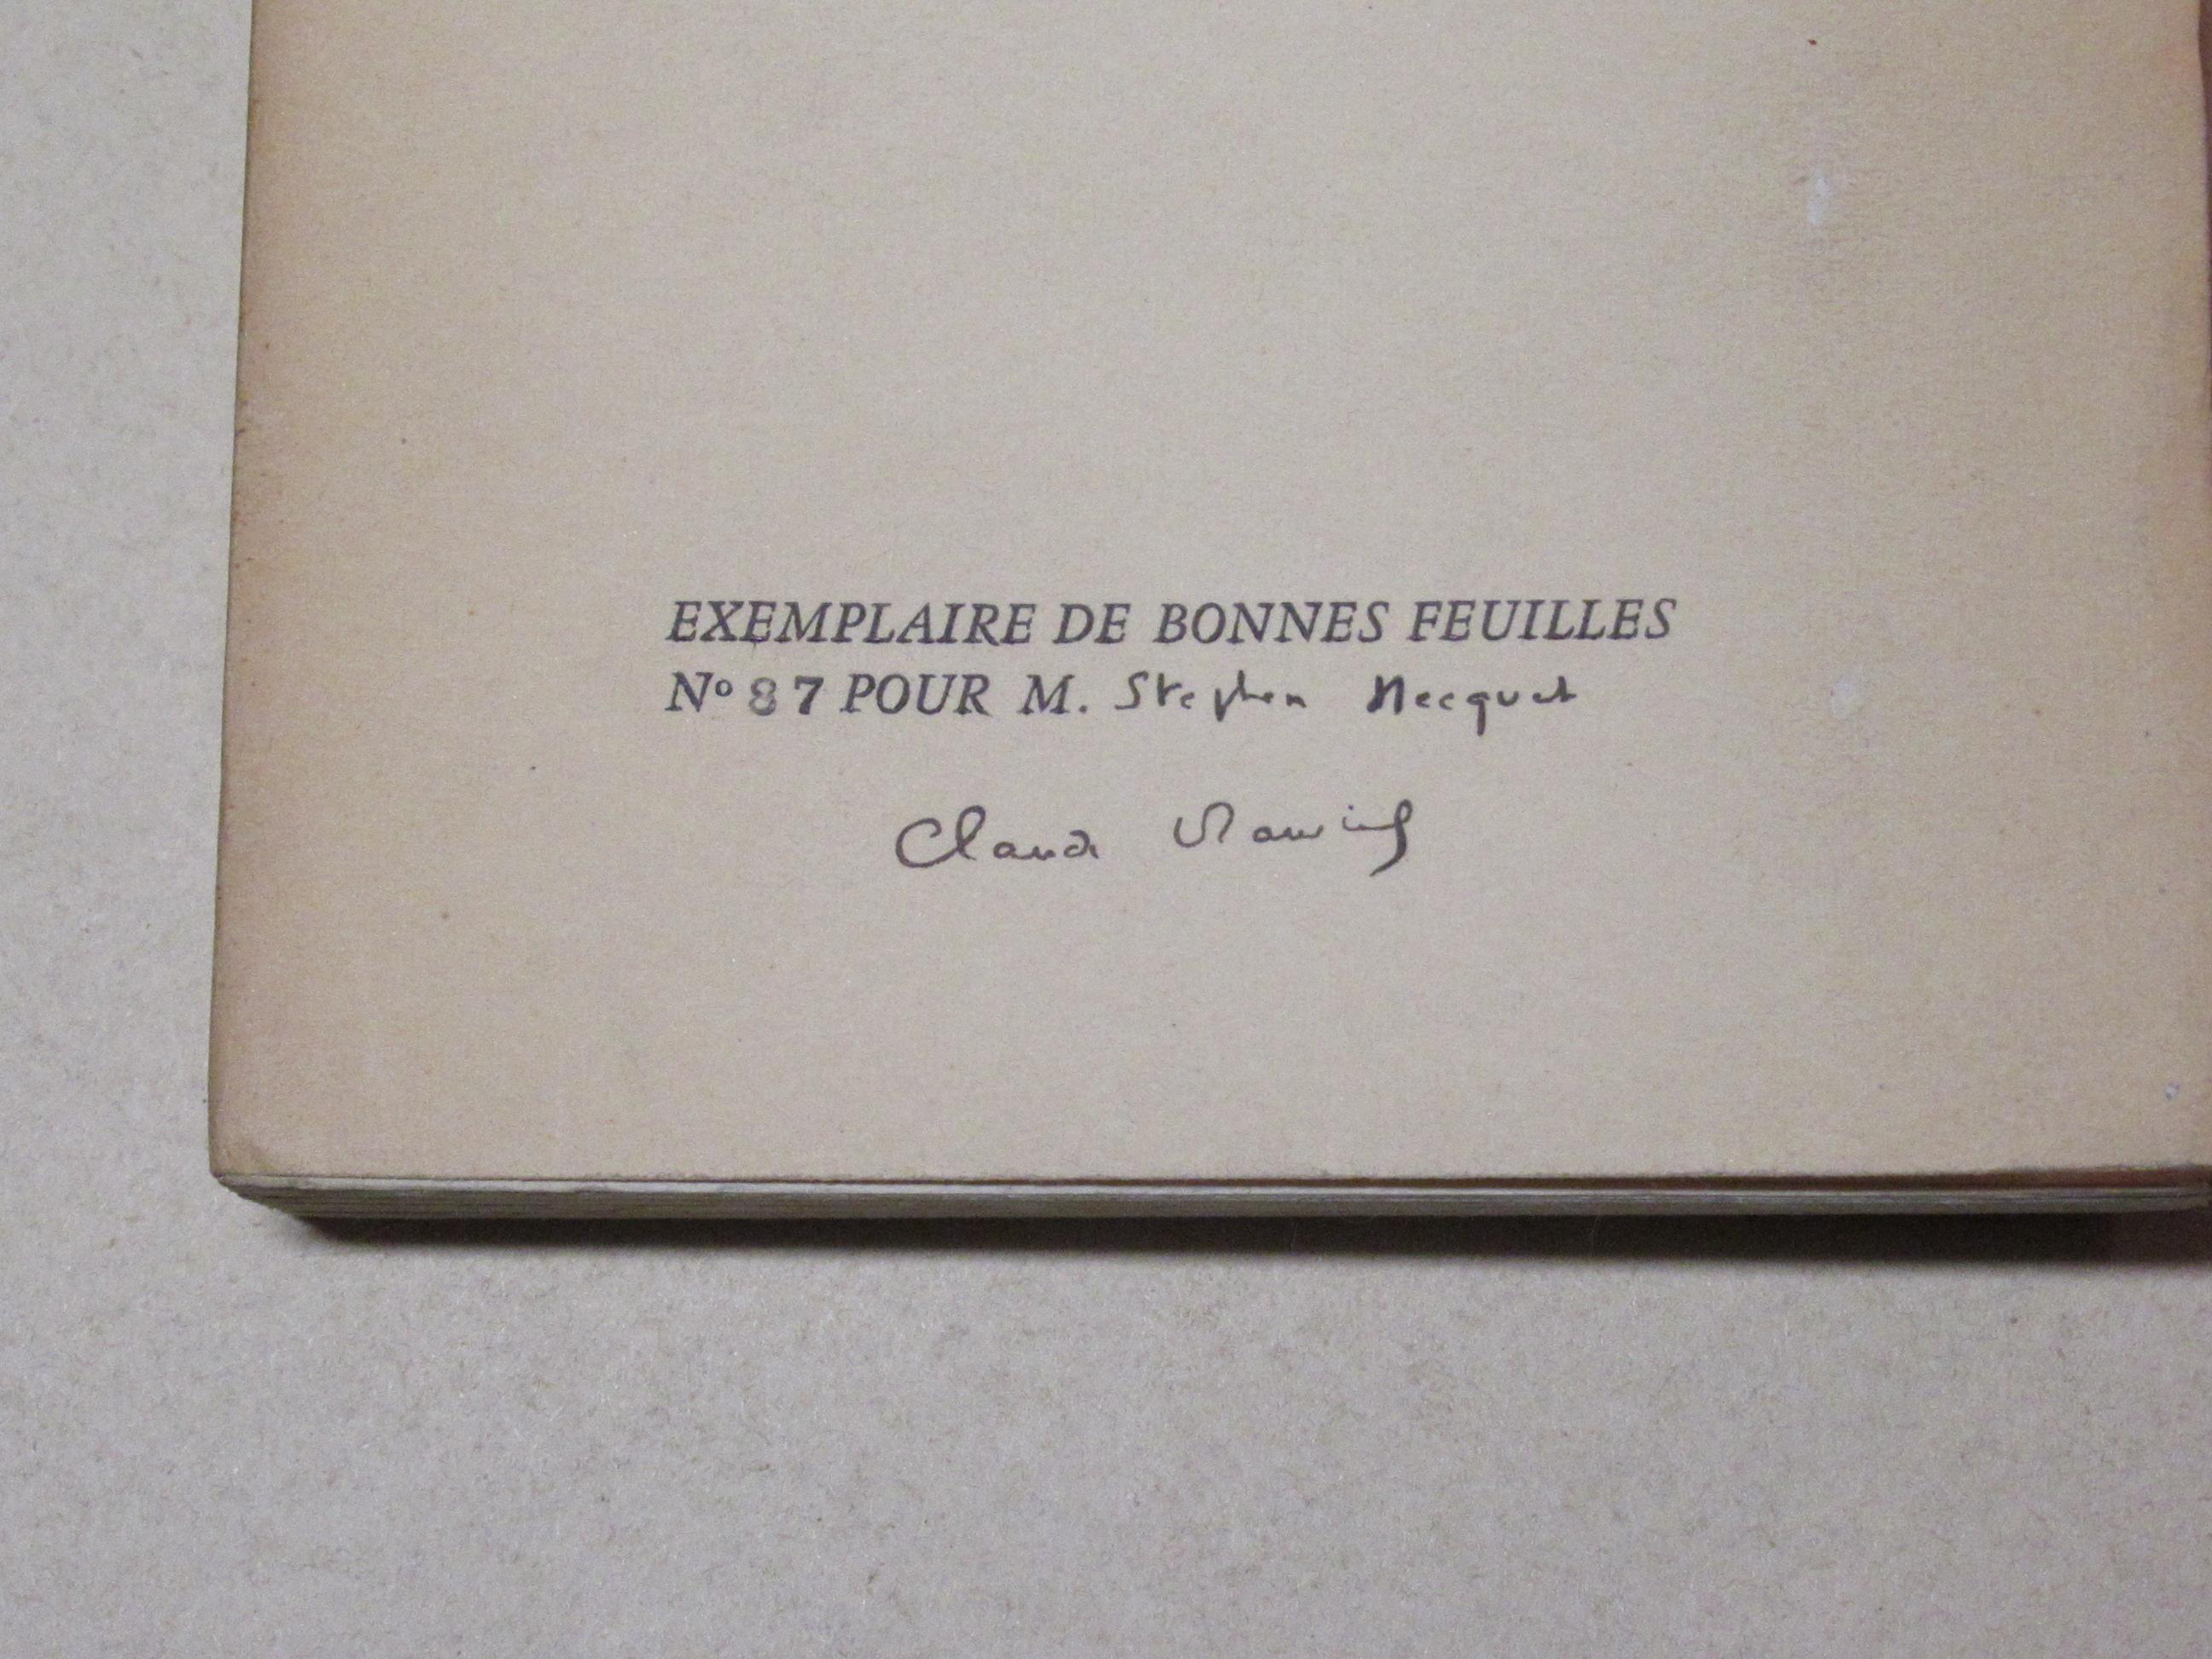 EXEMPLAIRE DE BONNES FEUILLES
Nº 87 POUR M. Stephen Hecquet
Claude Mauriac